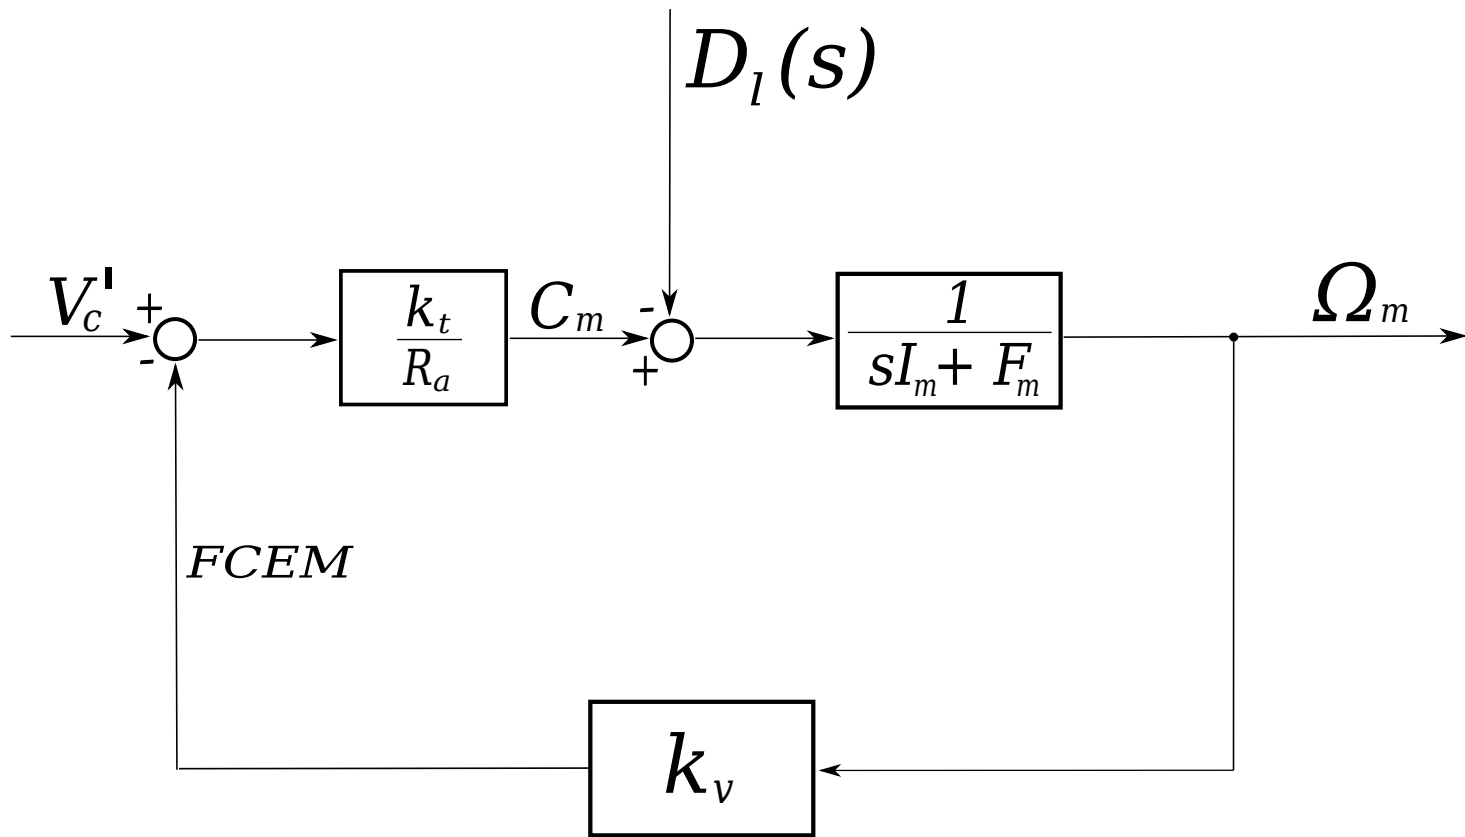 D_l(s)
V_c'
+
-
k_t
R_a
C_m
-
+
1
sI_m + F_m
Ω_m
FCEM
k_v